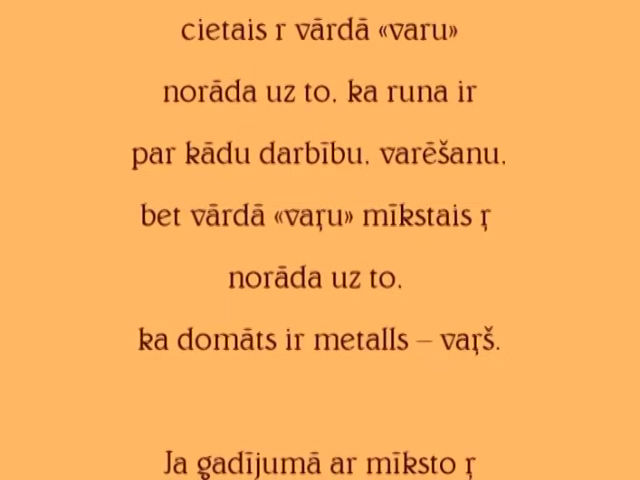 cietais r vārdā «varu»
norāda uz to, ka runa ir
par kādu darbību, varēšanu,
bet vārdā «vaŗu» mīkstais ŗ
norāda uz to,
ka domāts ir metalls – vaŗš.
Ja gadījumā ar mīksto ŗ